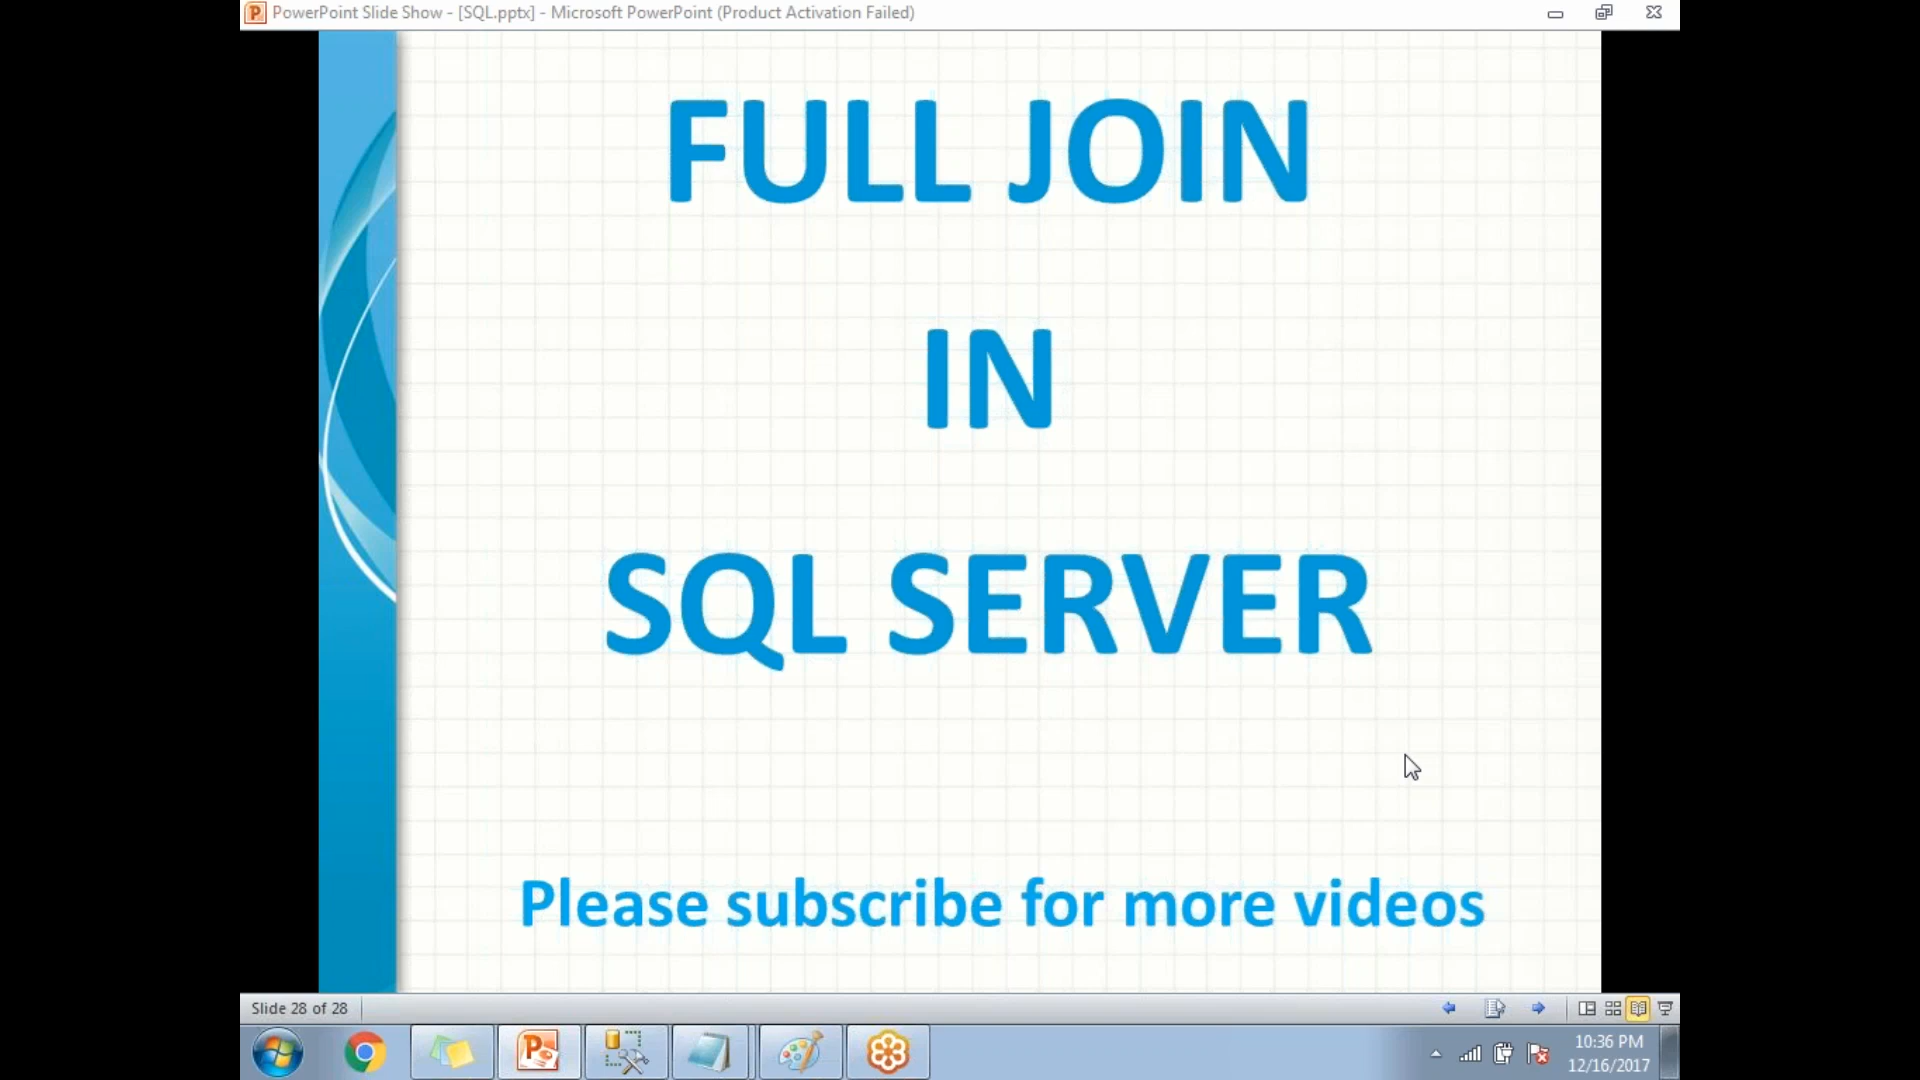 PowerPoint Slide Show - [SQL.pptx] - Microsoft PowerPoint (Product Activation Failed)
FULL JOIN
IN
SQL SERVER
Please subscribe for more videos
Slide 28 of 28
10:36 PM
12/16/2017